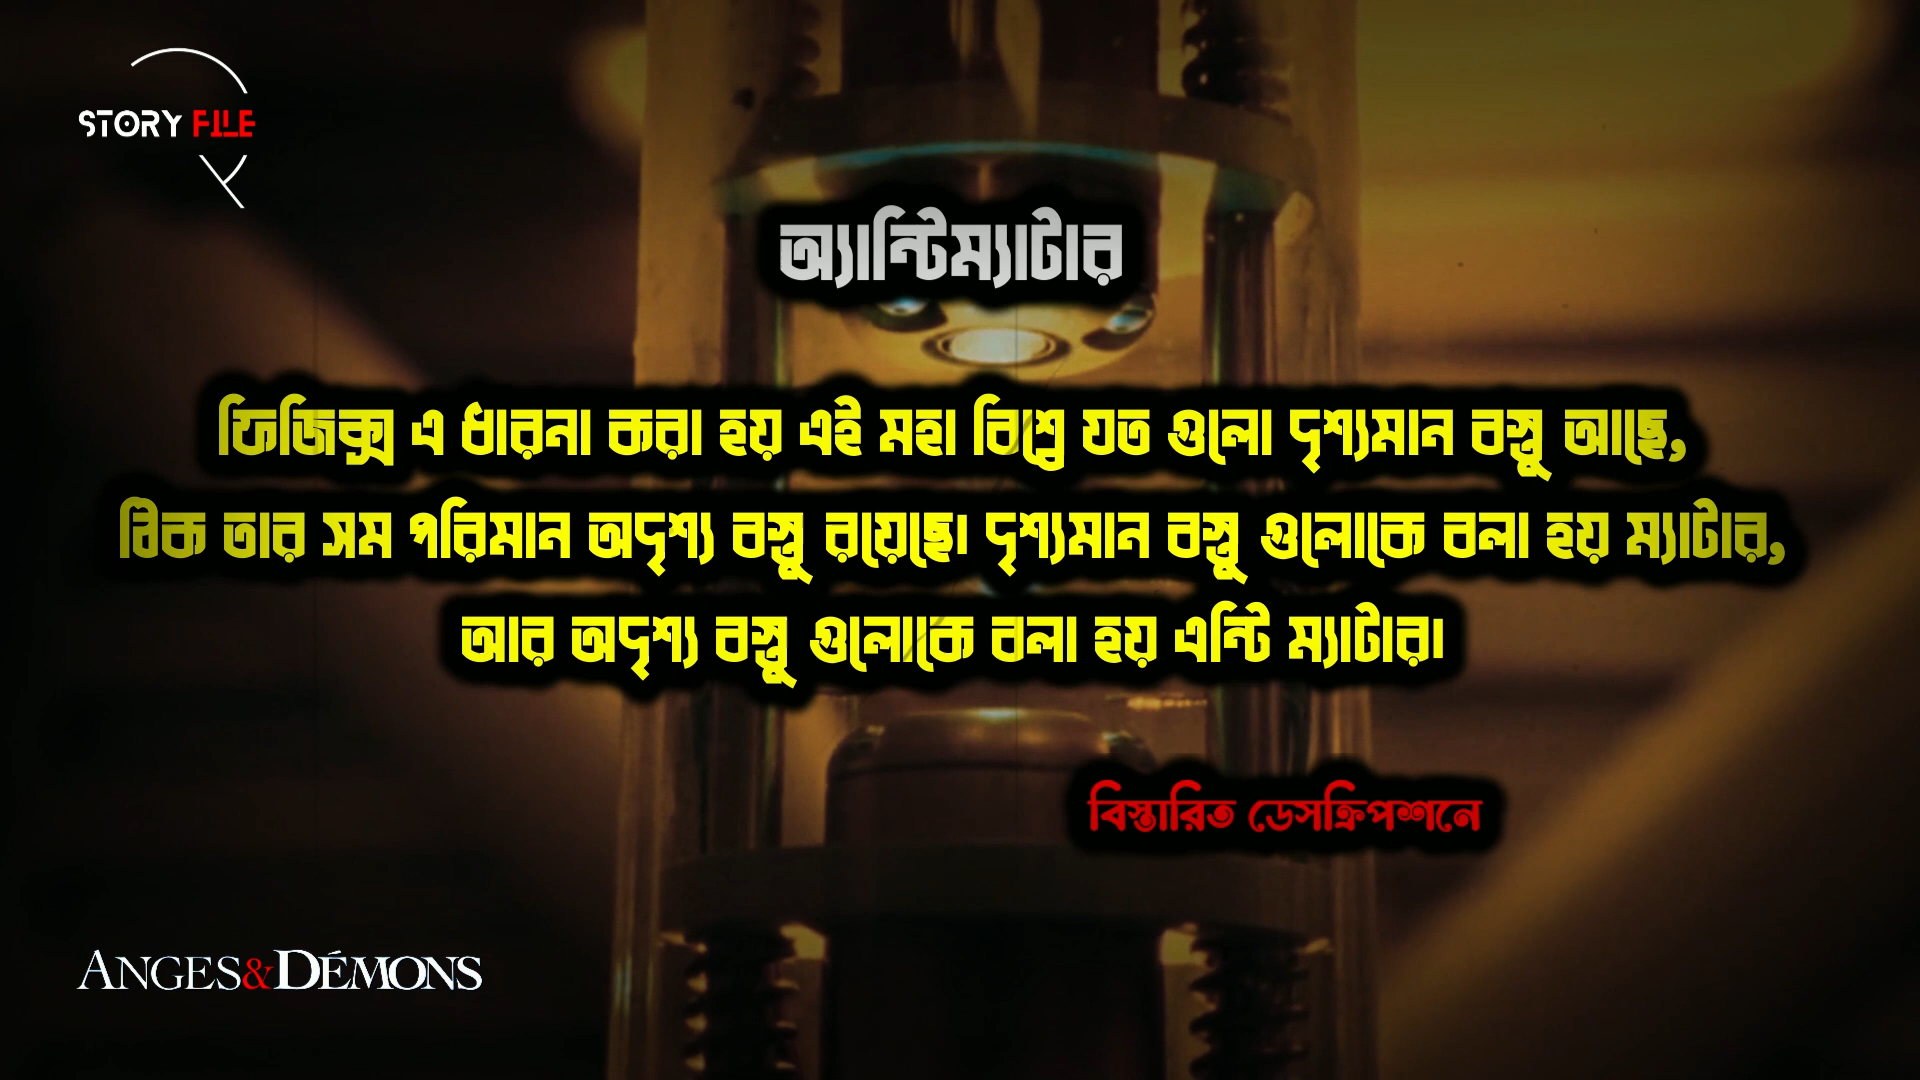 STORY FILE
অ্যান্টিম্যাটার
ফিজিক্স এ ধারনা করা হয় এই মহা বিশ্বে যত গুলো দৃশ্যমান বস্তু আছে,
ঠিক তার সম পরিমান অদৃশ্য বস্তু রয়েছে। দৃশ্যমান বস্তু গুলোকে বলা হয় ম্যাটার,
আর অদৃশ্য বস্তু গুলোকে বলা হয় এন্টি ম্যাটার।
বিস্তারিত ডেসক্রিপশনে
ANGES&DÉMONS